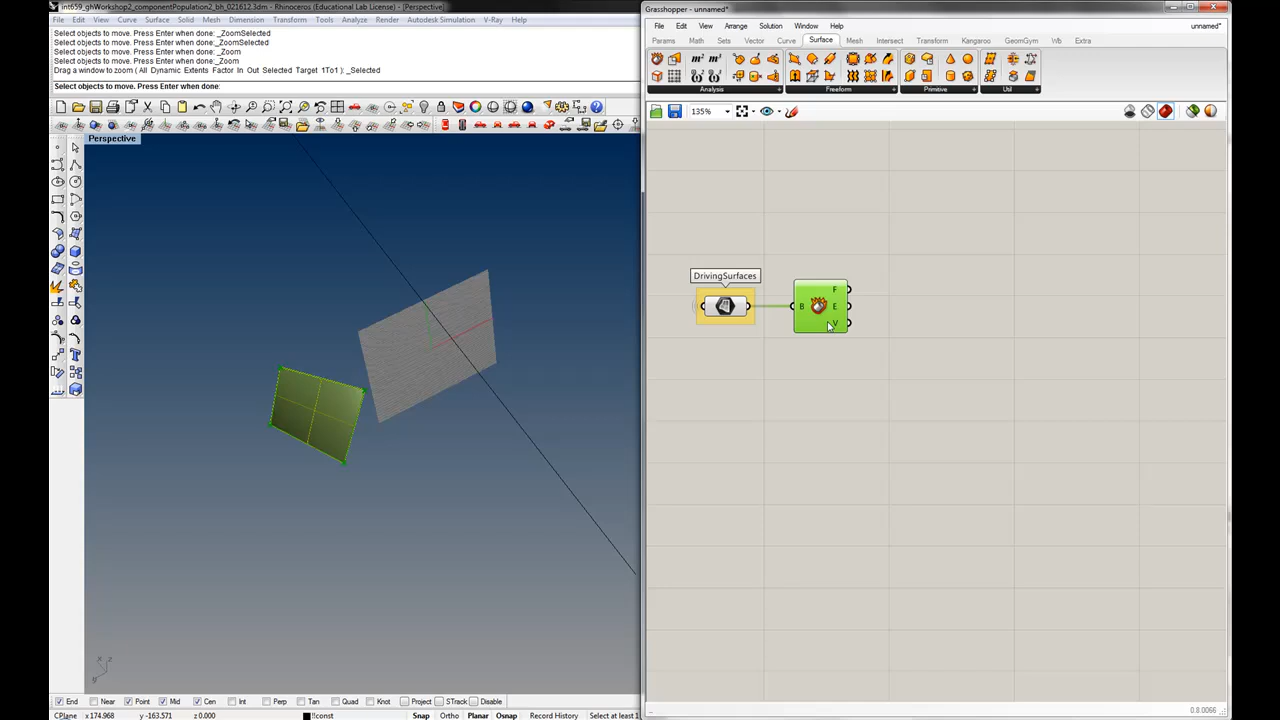 int659_ghWorkshop2_componentPopulation2_bh_021612.3dm - Rhinoceros (Educational Lab License) - [Perspective]
File Edit View Curve Surface Solid Mesh Dimension Transform Tools Analyze Render Autodesk Simulation V-Ray Help
Select objects to move. Press Enter when done: _ZoomSelected
Select objects to move. Press Enter when done: _ZoomSelected
Select objects to move. Press Enter when done: _Zoom
Select objects to move. Press Enter when done: _Zoom
Drag a window to zoom ( All Dynamic Extents Factor In Out Selected Target 1To1 ): _Selected
Select objects to move. Press Enter when done:
Perspective
z
x
y
End Near Point Mid Cen Int Perp Tan Quad Knot Project STrack Disable
CPlane x 174.968 y -163.571 z 0.000 !!const Snap Ortho Planar Osnap Record History Select at least 1
Grasshopper - unnamed*
File Edit View Arrange Solution Window Help unnamed*
Params Math Sets Vector Curve Surface Mesh Intersect Transform Kangaroo GeomGym Wb Extra
Analysis Freeform Primitive Util
135%
DrivingSurfaces
B F E V
0.8.0066